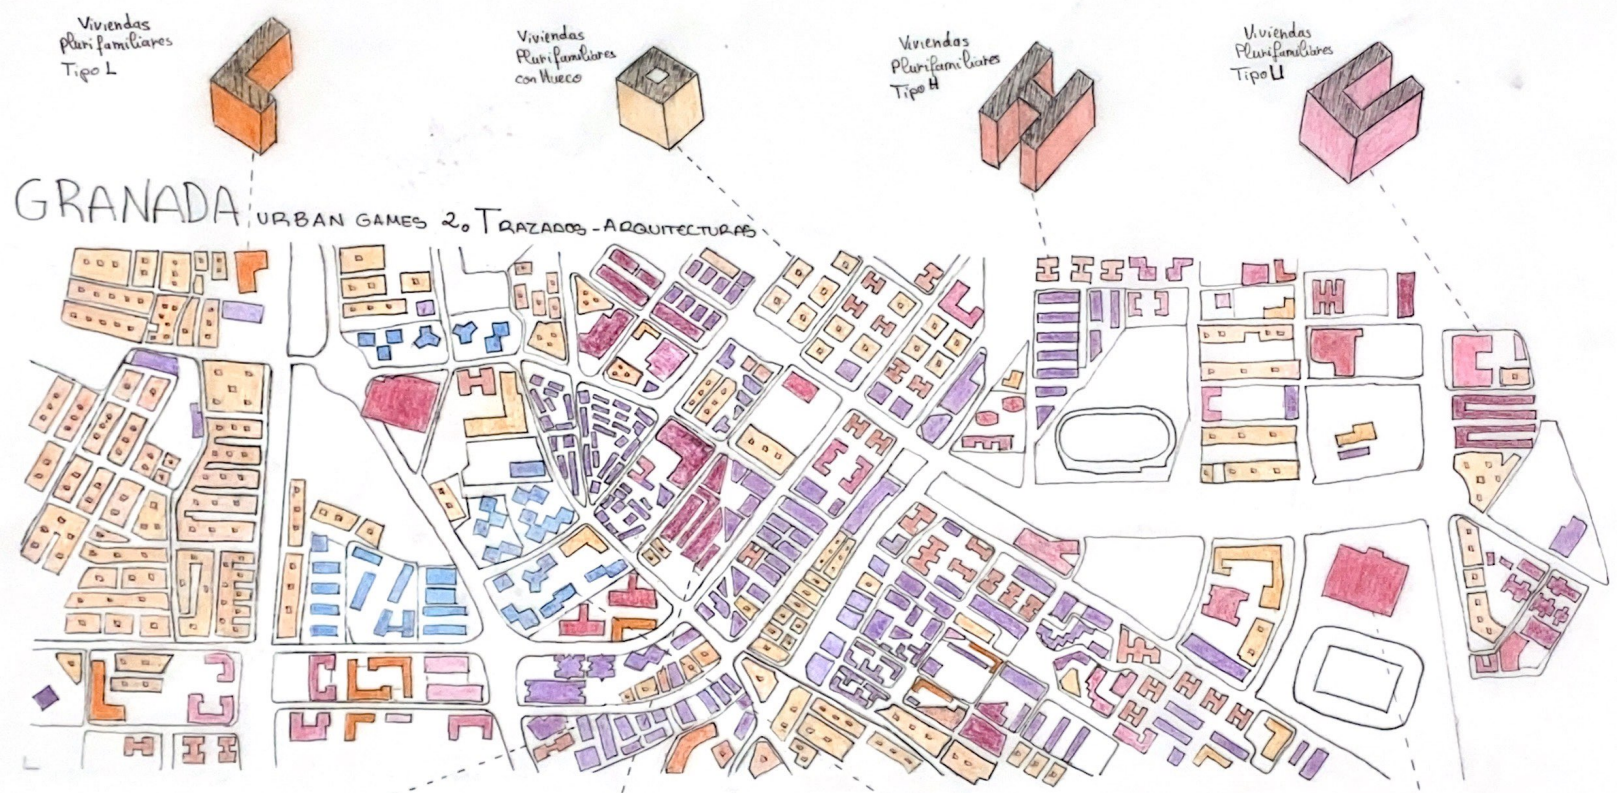 Viviendas
Plurifamiliares
Tipo L
Viviendas
Plurifamiliares
con Hueco
Viviendas
Plurifamiliares
Tipo H
Viviendas
Plurifamiliares
Tipo U
GRANADA URBAN GAMES 2. TRAZADOS-ARQUITECTURAS